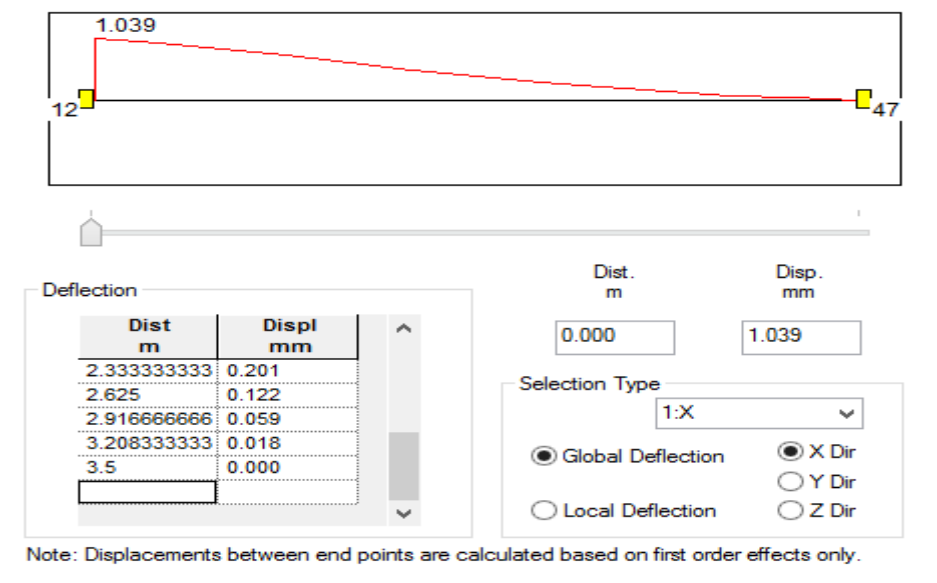 1.039
12
47
Deflection
Dist Displ
m mm
2.333333333 0.201
2.625 0.122
2.916666666 0.059
3.208333333 0.018
3.5 0.000
Dist. Disp.
m mm
0.000 1.039
Selection Type
1:X
Global Deflection
Local Deflection
X Dir
Y Dir
Z Dir
Note: Displacements between end points are calculated based on first order effects only.